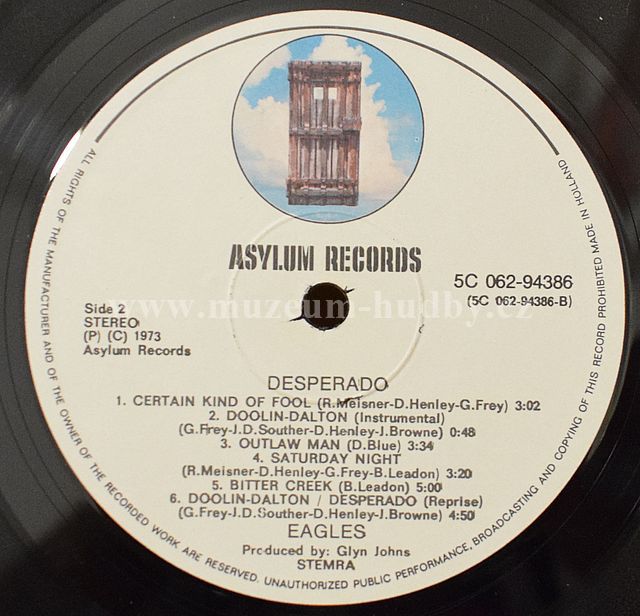 ASYLUM RECORDS
5C 062-94386
(5C 062-94386-B)
Side 2
STEREO
(P) (C) 1973
Asylum Records
www.muzeum-hudby.cz
DESPERADO
1. CERTAIN KIND OF FOOL (R.Meisner-D.Henley-G.Frey) 3:02
2. DOOLIN-DALTON (Instrumental)
(G.Frey-J.D.Souther-D.Henley-J.Browne) 0:48
3. OUTLAW MAN (D.Blue) 3:34
4. SATURDAY NIGHT
(R.Meisner-D.Henley-G.Frey-B.Leadon) 3:20
5. BITTER CREEK (B.Leadon) 5:00
6. DOOLIN-DALTON / DESPERADO (Reprise)
(G.Frey-J.D.Souther-D.Henley-J.Browne) 4:50
EAGLES
Produced by: Glyn Johns
STEMRA
ALL RIGHTS OF THE MANUFACTURER AND OF THE OWNER OF THE RECORDED WORK ARE RESERVED. UNAUTHORIZED PUBLIC PERFORMANCE, BROADCASTING AND COPYING OF THIS RECORD PROHIBITED MADE IN HOLLAND